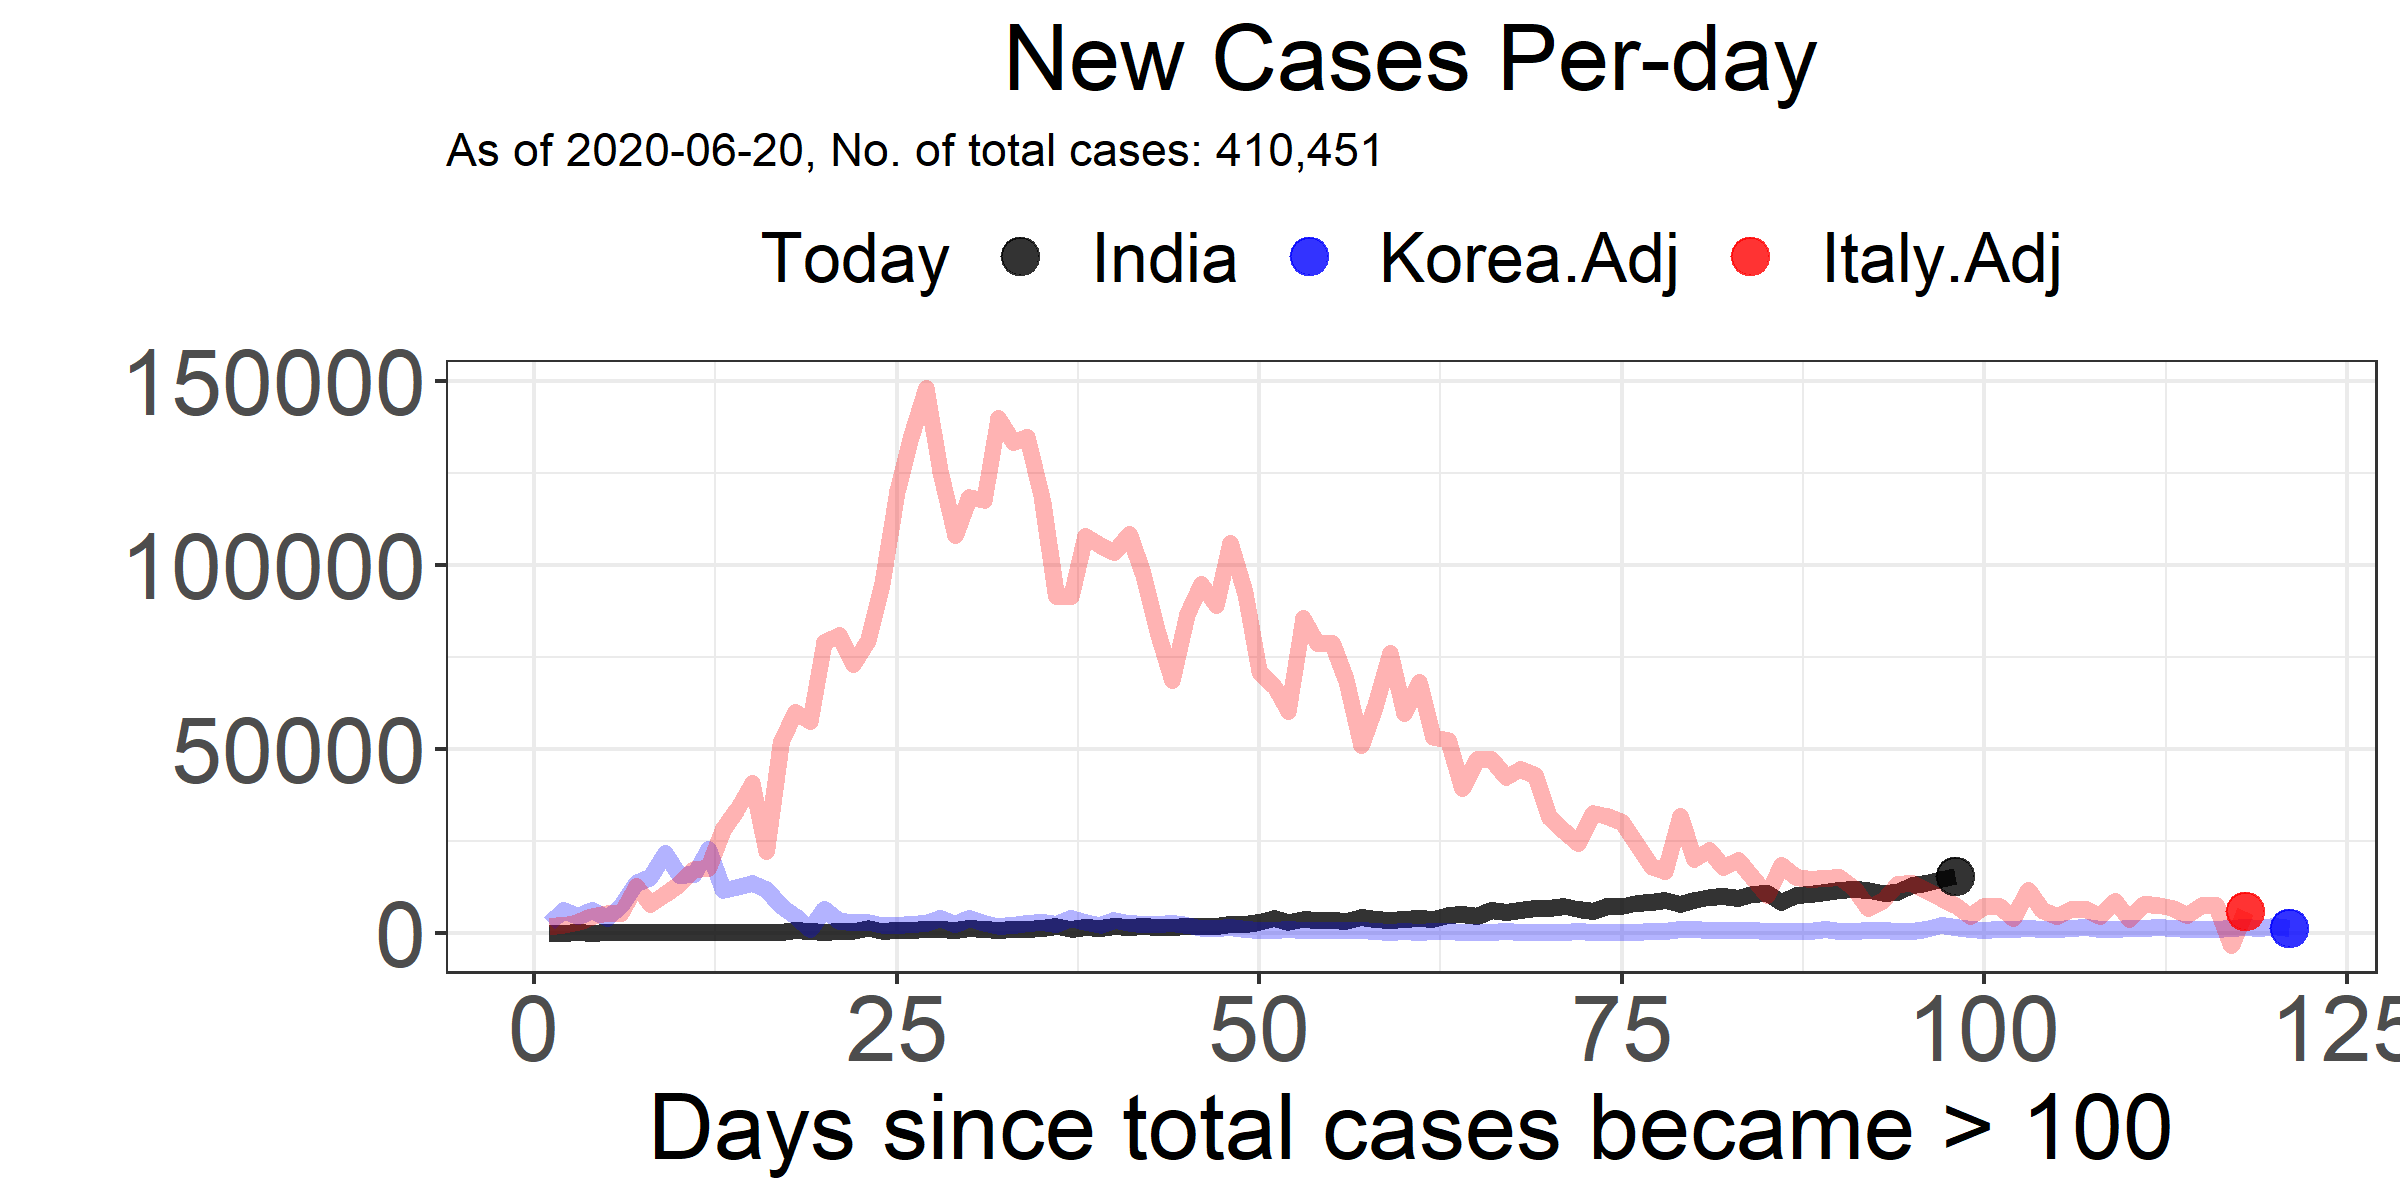 New Cases Per-day
As of 2020-06-20, No. of total cases: 410,451
Today India Korea.Adj Italy.Adj
150000
100000
50000
0
0 25 50 75 100 125
Days since total cases became > 100